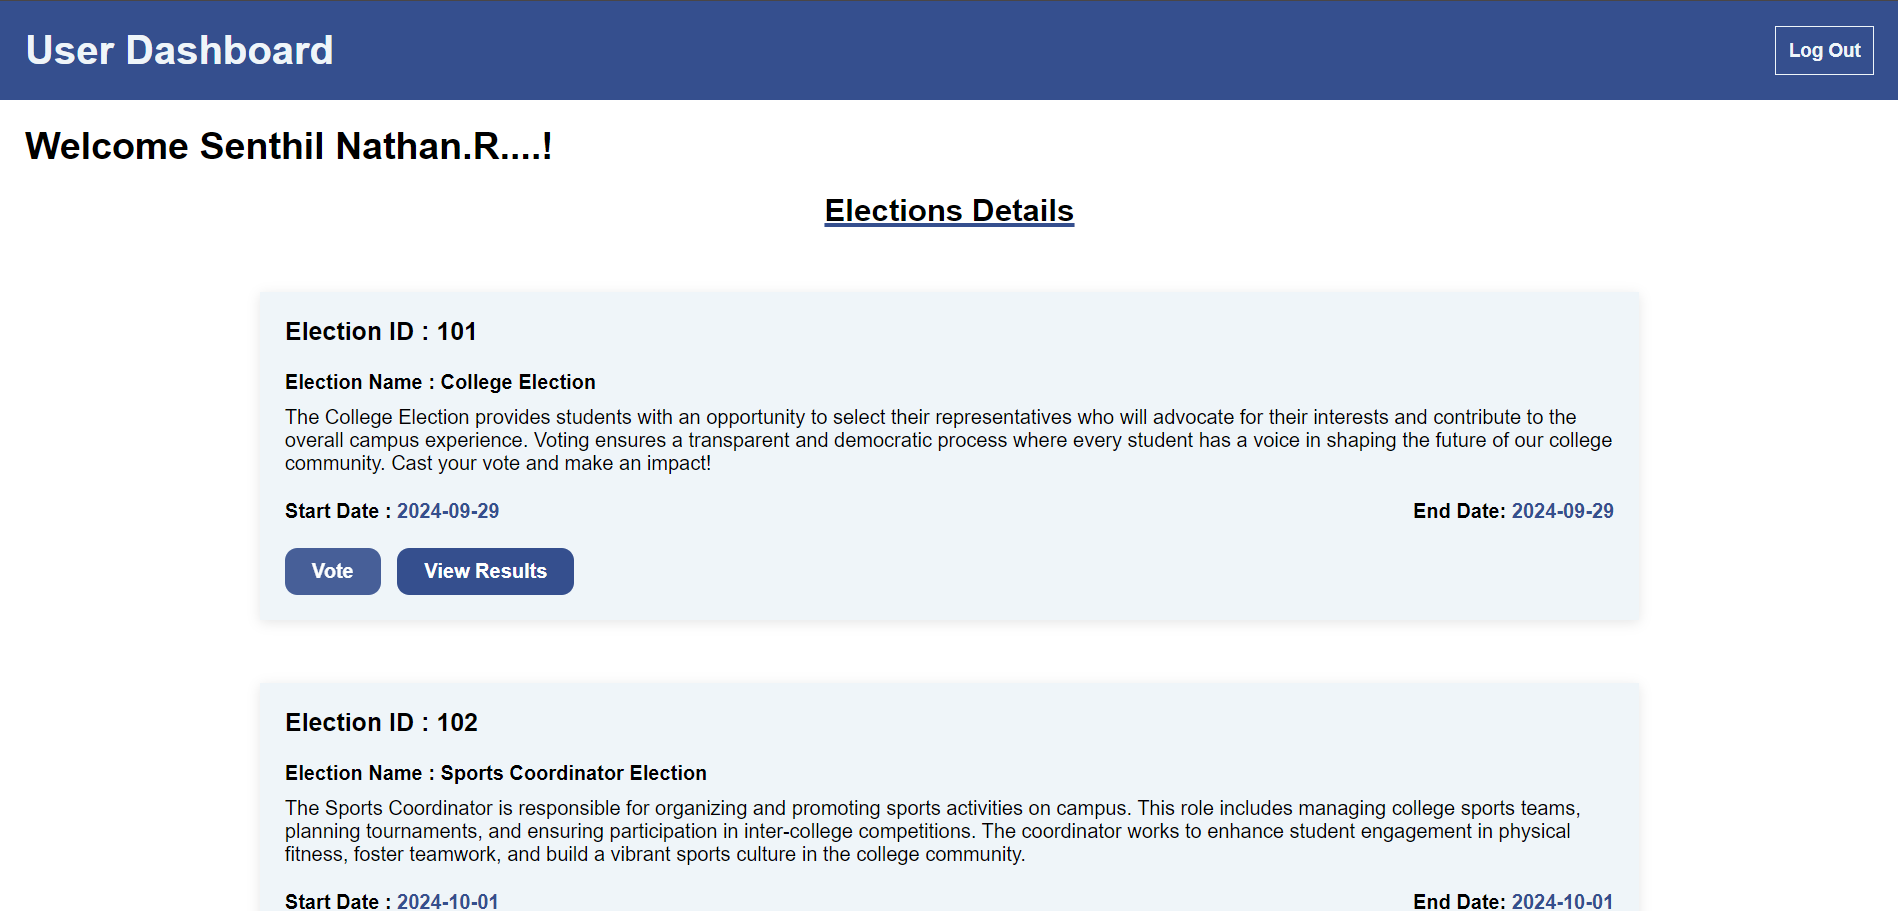 User Dashboard
Log Out
Welcome Senthil Nathan.R....!
Elections Details
Election ID : 101
Election Name : College Election
The College Election provides students with an opportunity to select their representatives who will advocate for their interests and contribute to the
overall campus experience. Voting ensures a transparent and democratic process where every student has a voice in shaping the future of our college
community. Cast your vote and make an impact!
Start Date : 2024-09-29
End Date: 2024-09-29
Vote
View Results
Election ID : 102
Election Name : Sports Coordinator Election
The Sports Coordinator is responsible for organizing and promoting sports activities on campus. This role includes managing college sports teams,
planning tournaments, and ensuring participation in inter-college competitions. The coordinator works to enhance student engagement in physical
fitness, foster teamwork, and build a vibrant sports culture in the college community.
Start Date : 2024-10-01
End Date: 2024-10-01